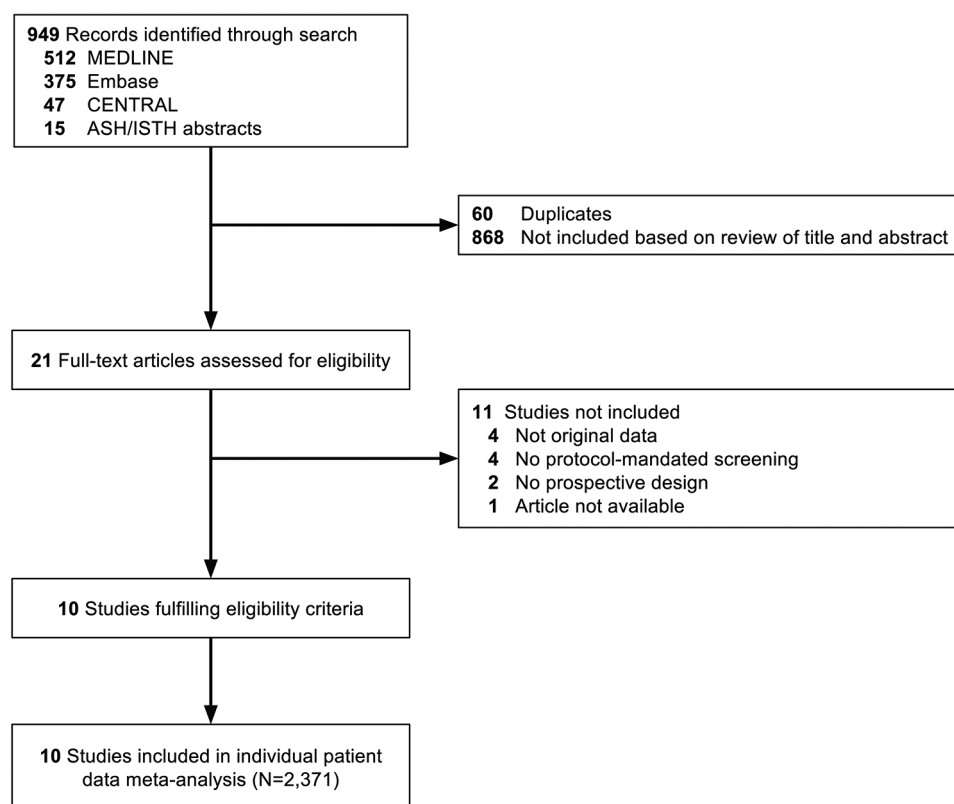 949 Records identified through search
512 MEDLINE
375 Embase
47 CENTRAL
15 ASH/ISTH abstracts
60 Duplicates
868 Not included based on review of title and abstract
21 Full-text articles assessed for eligibility
11 Studies not included
4 Not original data
4 No protocol-mandated screening
2 No prospective design
1 Article not available
10 Studies fulfilling eligibility criteria
10 Studies included in individual patient
data meta-analysis (N=2,371)